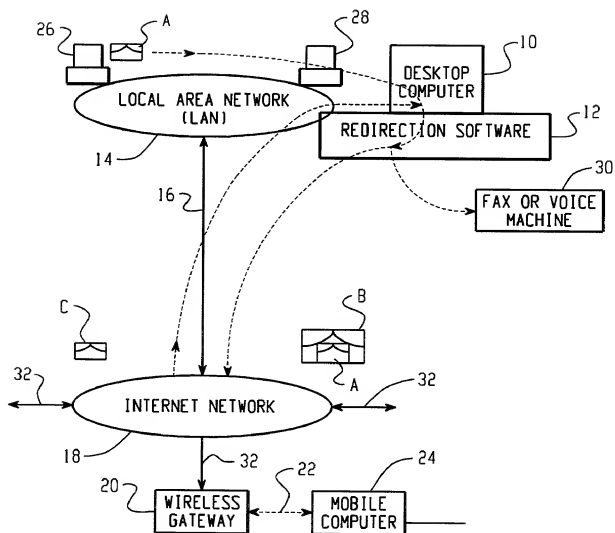 26
A
28
10
DESKTOP
COMPUTER
LOCAL AREA NETWORK
(LAN)
REDIRECTION SOFTWARE
12
14
16
30
FAX OR VOICE
MACHINE
C
B
A
32
32
INTERNET NETWORK
18
32
20
22
24
WIRELESS
GATEWAY
MOBILE
COMPUTER